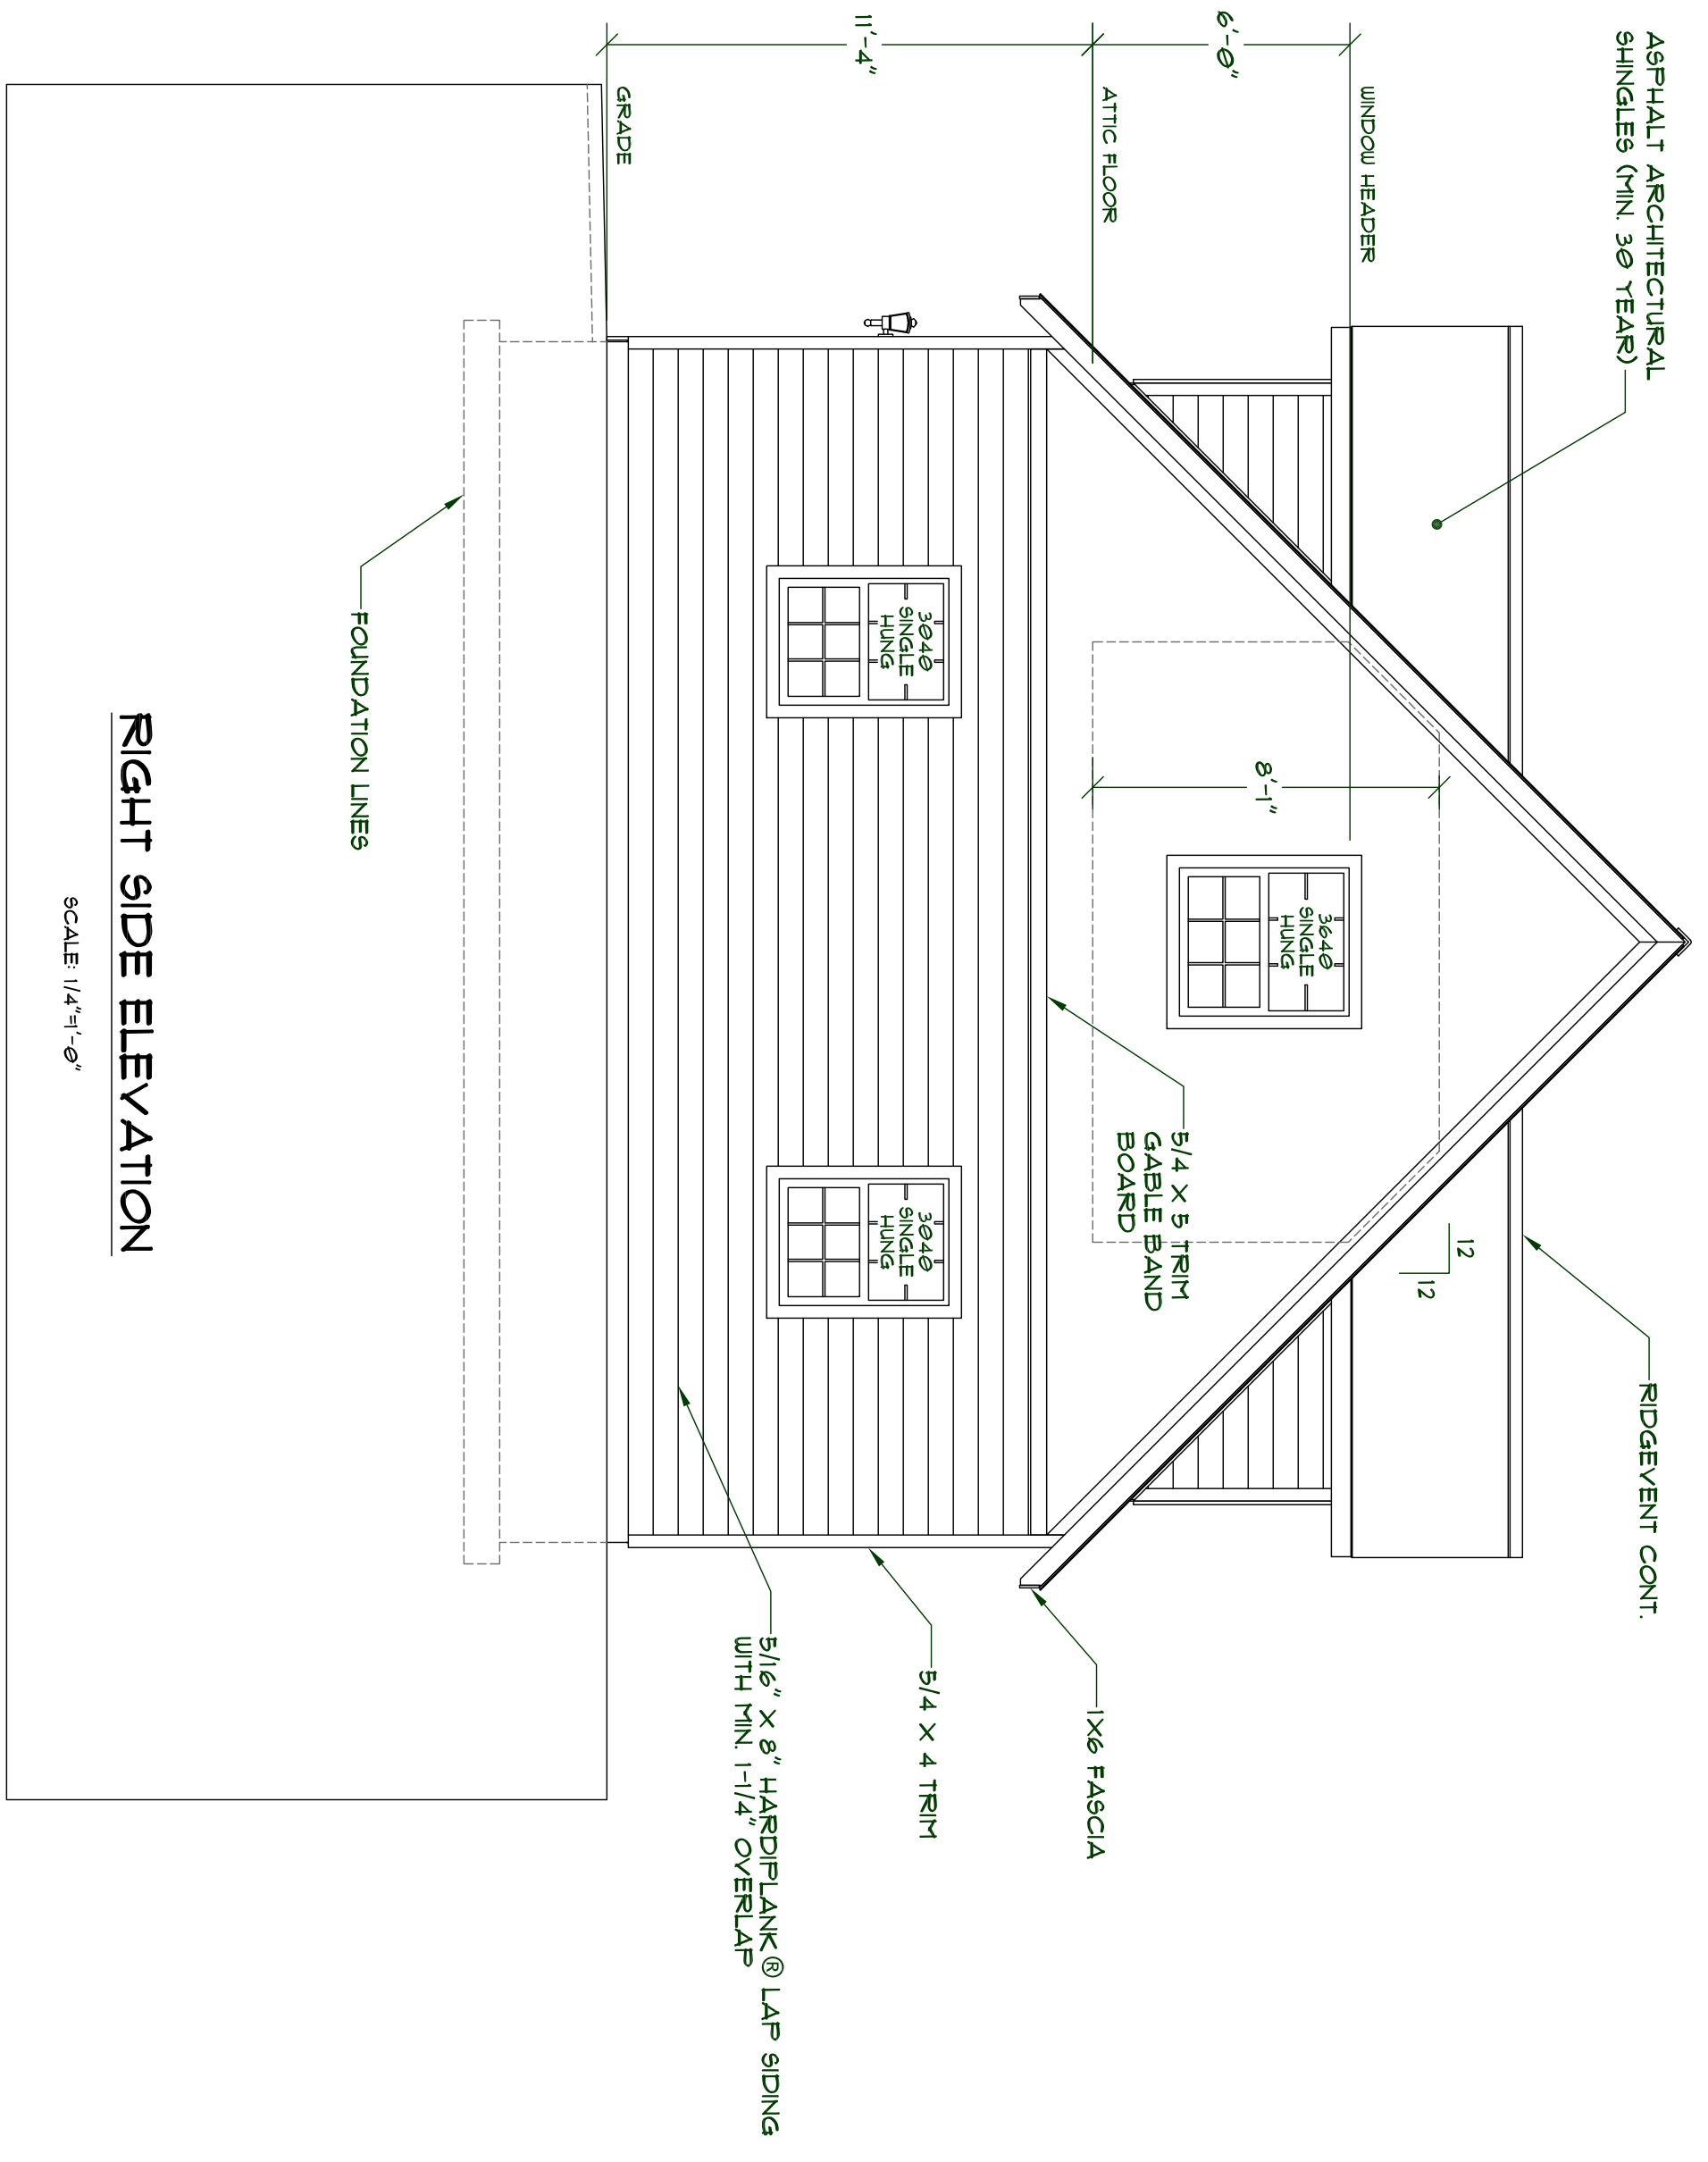 ASPHALT ARCHITECTURAL
SHINGLES (MIN. 30 YEAR)
RIDGEVENT CONT.
12
12
6'-0"
WINDOW HEADER
8'-1"
3640
SINGLE
HUNG
5/4 X 5 TRIM
GABLE BAND
BOARD
ATTIC FLOOR
1X6 FASCIA
11'-4"
3040
SINGLE
HUNG
3040
SINGLE
HUNG
5/4 X 4 TRIM
5/16" X 8" HARDIPLANK® LAP SIDING
WITH MIN. 1-1/4" OVERLAP
GRADE
FOUNDATION LINES
RIGHT SIDE ELEVATION
SCALE: 1/4"=1'-0"